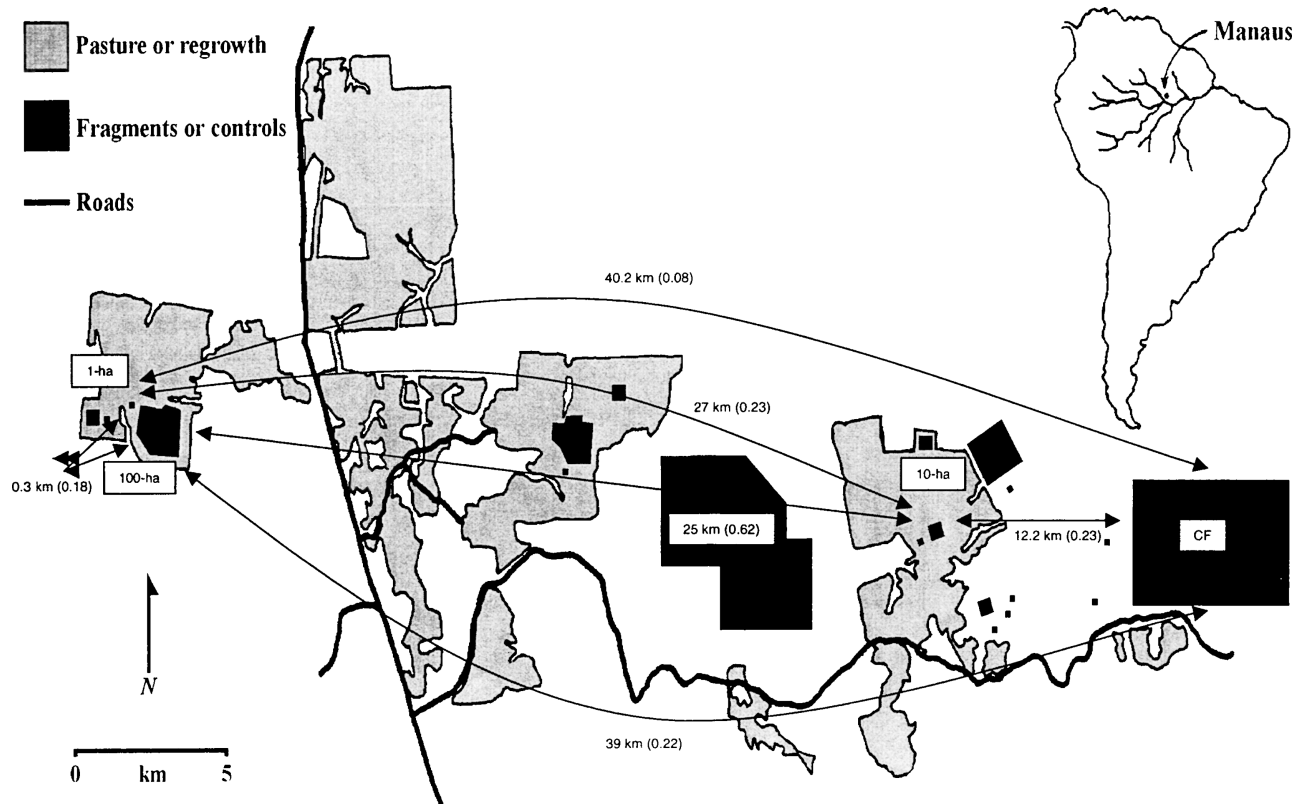 Pasture or regrowth
Fragments or controls
Roads
Manaus
40.2 km (0.08)
1-ha
27 km (0.23)
100-ha
0.3 km (0.18)
10-ha
25 km (0.62)
12.2 km (0.23)
CF
N
39 km (0.22)
0 km 5